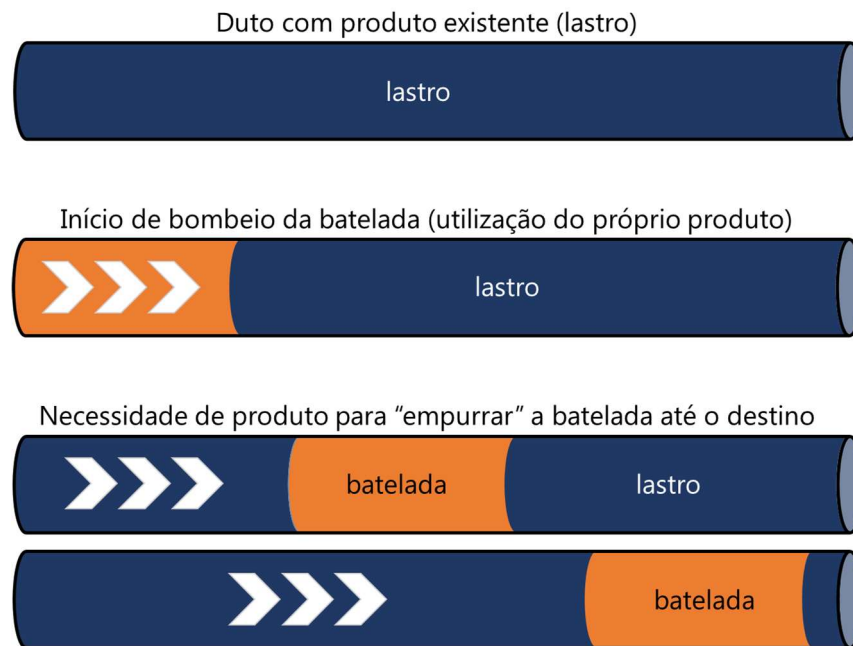 Duto com produto existente (lastro)
lastro
Início de bombeio da batelada (utilização do próprio produto)
lastro
Necessidade de produto para “empurrar” a batelada até o destino
batelada lastro
batelada